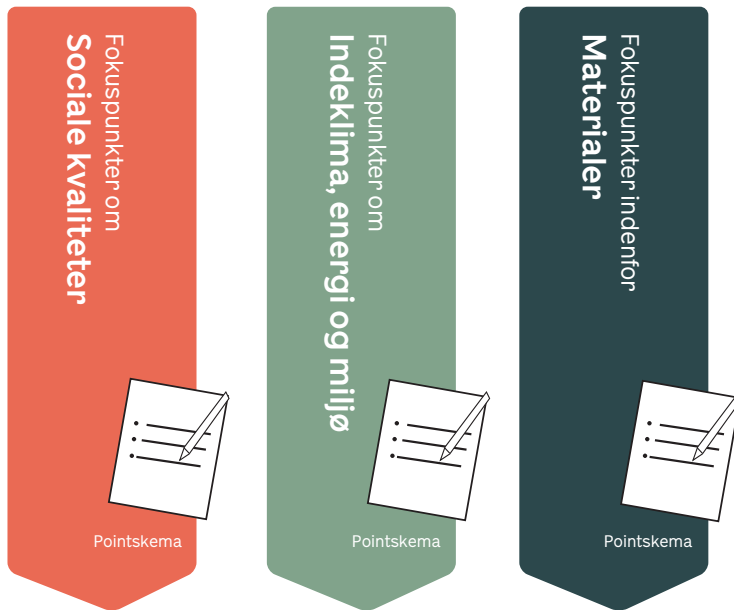 Fokuspunkter om
Sociale kvaliteter
Pointskema
Fokuspunkter om
Indeklima, energi og miljø
Pointskema
Fokuspunkter indenfor
Materialer
Pointskema